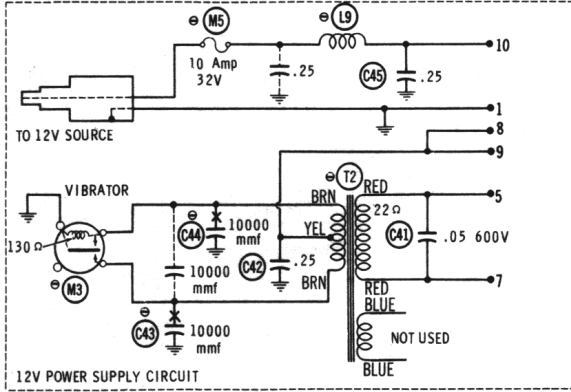 ⊖ M5
⊖ L9
10 Amp
32V
.25
C45
.25
10
1
8
9
TO 12V SOURCE
VIBRATOR
130 Ω
⊖ M3
⊖ C44
10000
mmf
10000
mmf
⊖ C43
10000
mmf
⊖ T2
BRN
YEL
BRN
C42
.25
RED
22 Ω
C41
.05 600V
5
7
RED
BLUE
NOT USED
BLUE
12V POWER SUPPLY CIRCUIT